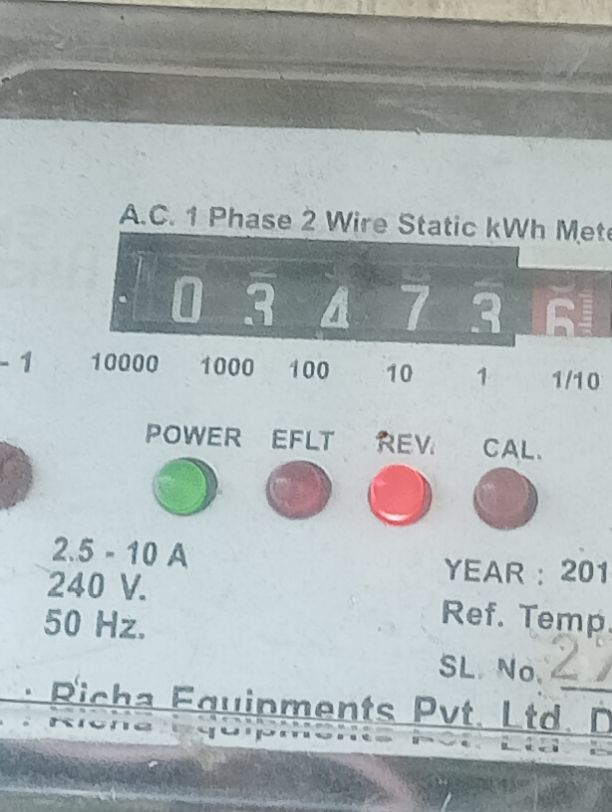 A.C. 1 Phase 2 Wire Static kWh Mete
0 3 4 7 3 6
- 1 10000 1000 100 10 1 1/10
POWER EFLT REV. CAL.
2.5 - 10 A
240 V.
50 Hz.
YEAR : 201
Ref. Temp.
SL. No. 27
: Richa Equipments Pvt. Ltd. D